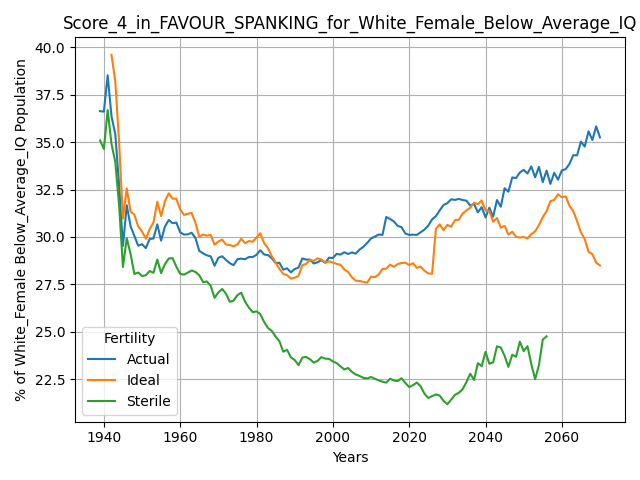 Score_4_in_FAVOUR_SPANKING_for_White_Female_Below_Average_IQ
% of White_Female Below_Average_IQ Population
40.0
37.5
35.0
32.5
30.0
27.5
25.0
22.5
Fertility
Actual
Ideal
Sterile
1940 1960 1980 2000 2020 2040 2060
Years